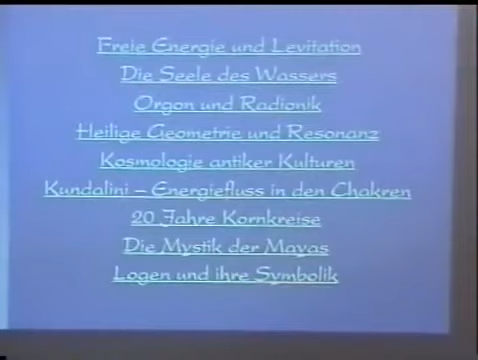 Freie Energie und Levitation
Die Seele des Wassers
Orgon und Radionik
Heilige Geometrie und Resonanz
Kosmologie antiker Kulturen
Kundalini – Energiefluss in den Chakren
20 Jahre Kornkreise
Die Mystik der Mayas
Logen und ihre Symbolik